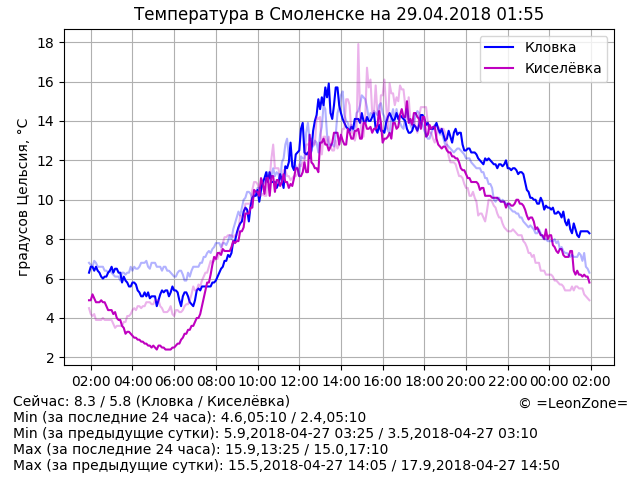 Температура в Смоленске на 29.04.2018 01:55
градусов Цельсия, °C
18
16
14
12
10
8
6
4
2
Кловка
Киселёвка
02:00 04:00 06:00 08:00 10:00 12:00 14:00 16:00 18:00 20:00 22:00 00:00 02:00
Сейчас: 8.3 / 5.8 (Кловка / Киселёвка)
© =LeonZone=
Min (за последние 24 часа): 4.6,05:10 / 2.4,05:10
Min (за предыдущие сутки): 5.9,2018-04-27 03:25 / 3.5,2018-04-27 03:10
Max (за последние 24 часа): 15.9,13:25 / 15.0,17:10
Max (за предыдущие сутки): 15.5,2018-04-27 14:05 / 17.9,2018-04-27 14:50